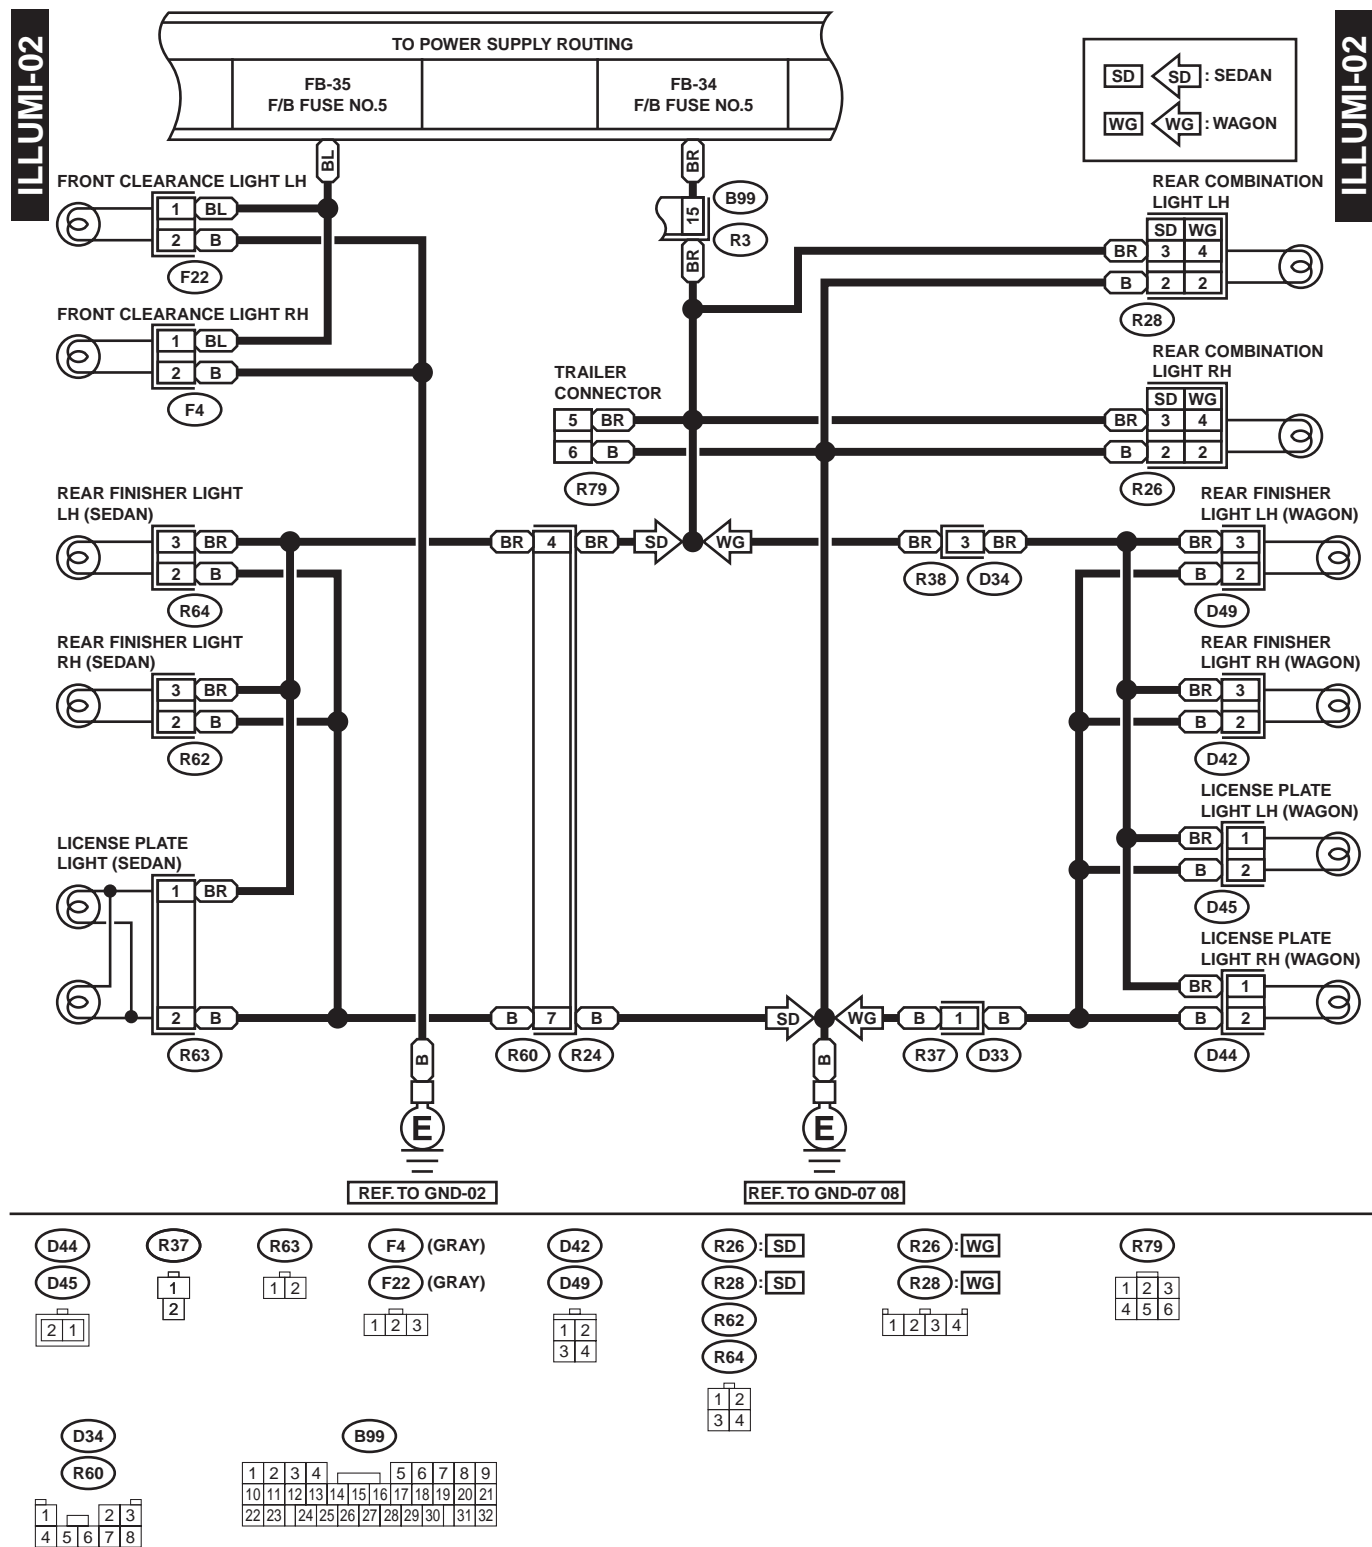 ILLUMI-02
ILLUMI-02
TO POWER SUPPLY ROUTING
FB-35
F/B FUSE NO.5
FB-34
F/B FUSE NO.5
SD SD : SEDAN
WG WG : WAGON
BL
BR
FRONT CLEARANCE LIGHT LH
1 BL
2 B
F22
15
B99
R3
BR
REAR COMBINATION
LIGHT LH
SD WG
BR 3 4
B 2 2
R28
FRONT CLEARANCE LIGHT RH
1 BL
2 B
F4
TRAILER
CONNECTOR
5 BR
6 B
R79
REAR COMBINATION
LIGHT RH
SD WG
BR 3 4
B 2 2
R26
REAR FINISHER LIGHT
LH (SEDAN)
3 BR
2 B
R64
BR 4 BR SD WG BR 3 BR
R38 D34
REAR FINISHER
LIGHT LH (WAGON)
BR 3
B 2
D49
REAR FINISHER LIGHT
RH (SEDAN)
3 BR
2 B
R62
REAR FINISHER
LIGHT RH (WAGON)
BR 3
B 2
D42
LICENSE PLATE
LIGHT LH (WAGON)
BR 1
B 2
D45
LICENSE PLATE
LIGHT (SEDAN)
1 BR
2 B
R63
B 7 B SD WG B 1 B
R60 R24
R37 D33
LICENSE PLATE
LIGHT RH (WAGON)
BR 1
B 2
D44
B
E
REF. TO GND-02
B
E
REF. TO GND-07 08
D44
D45
2 1
R37
1
2
R63
1 2
F4 (GRAY)
F22 (GRAY)
1 2 3
D42
D49
1 2
3 4
R26 : SD
R28 : SD
R62
R64
1 2
3 4
R26 : WG
R28 : WG
1 2 3 4
R79
1 2 3
4 5 6
D34
R60
1 2 3
4 5 6 7 8
B99
1 2 3 4 5 6 7 8 9
10 11 12 13 14 15 16 17 18 19 20 21
22 23 24 25 26 27 28 29 30 31 32